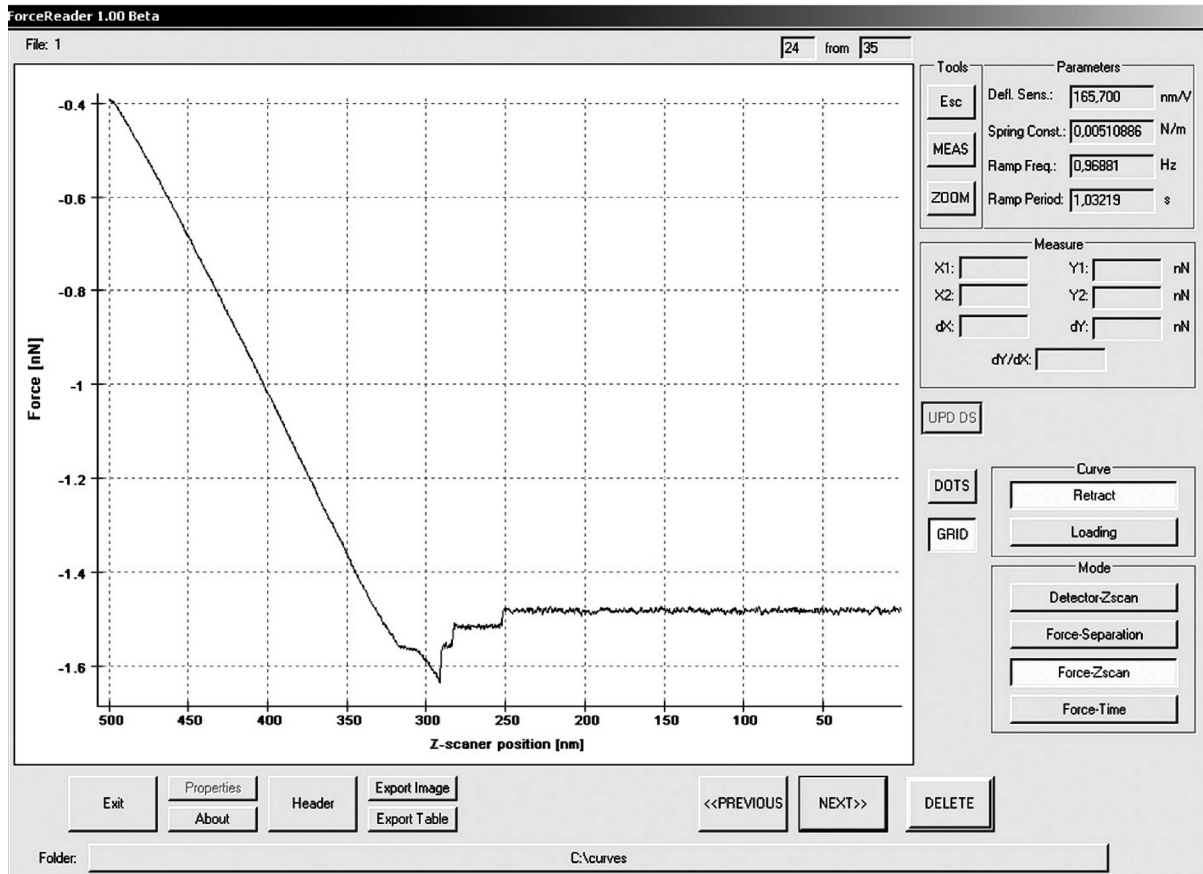 ForceReader 1.00 Beta
File: 1
24 from 35
-0.4
-0.6
-0.8
-1
-1.2
-1.4
-1.6
Force [nN]
500 450 400 350 300 250 200 150 100 50
Z-scaner position [nm]
Tools
Esc
MEAS
ZOOM
Parameters
Defl. Sens.: 165,700 nm/V
Spring Const.: 0,00510886 N/m
Ramp Freq.: 0,96881 Hz
Ramp Period: 1,03219 s
Measure
X1: Y1: nN
X2: Y2: nN
dX: dY: nN
dY/dX:
UPD DS
DOTS
GRID
Curve
Retract
Loading
Mode
Detector-Zscan
Force-Separation
Force-Zscan
Force-Time
Exit
Properties
About
Header
Export Image
Export Table
<<PREVIOUS
NEXT>>
DELETE
Folder: C:\curves